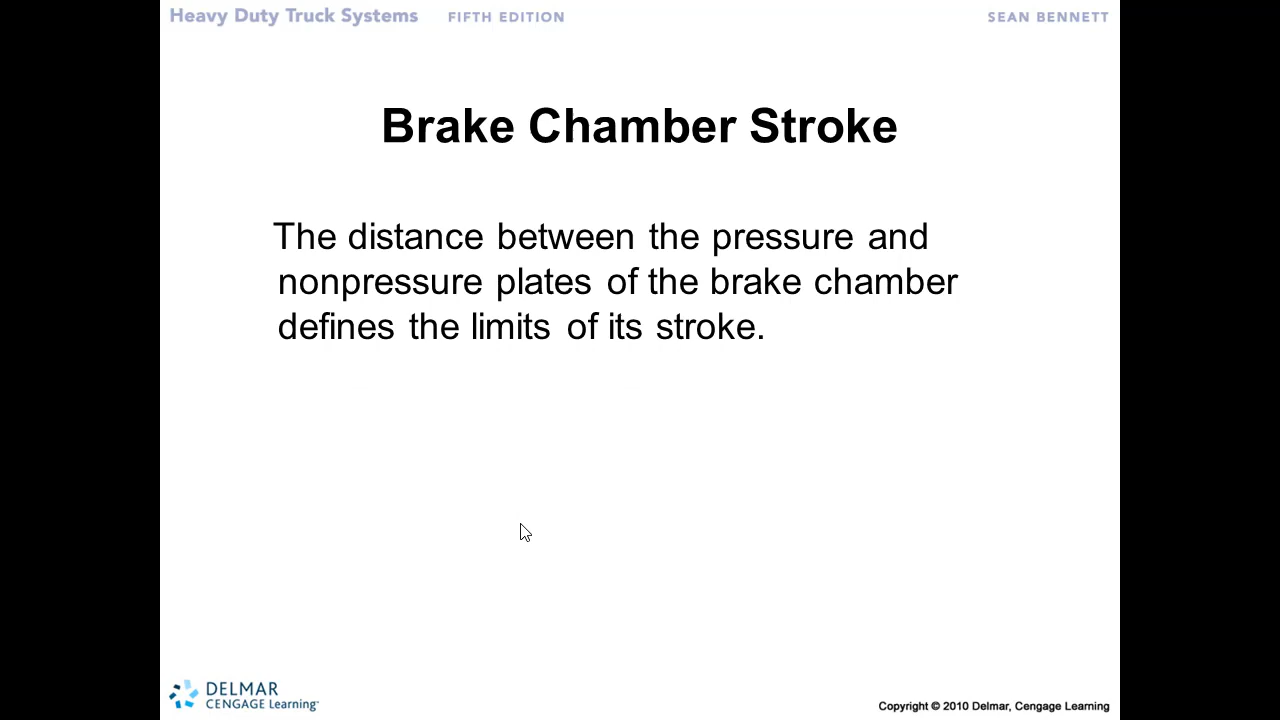 Heavy Duty Truck Systems FIFTH EDITION SEAN BENNETT
Brake Chamber Stroke
The distance between the pressure and
nonpressure plates of the brake chamber
defines the limits of its stroke.
DELMAR
CENGAGE Learning™
Copyright © 2010 Delmar, Cengage Learning